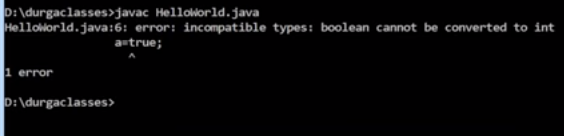 D:\durgaclasses>javac HelloWorld.java
HelloWorld.java:6: error: incompatible types: boolean cannot be converted to int
a=true;
^
1 error
D:\durgaclasses>